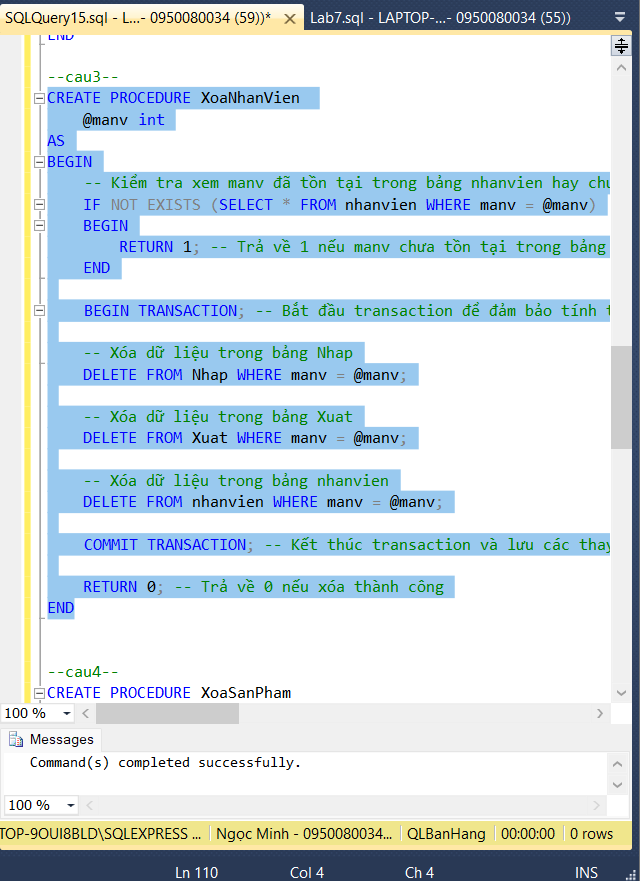 SQLQuery15.sql - L...- 0950080034 (59))* Lab7.sql - LAPTOP-...- 0950080034 (55))
END
--cau3--
CREATE PROCEDURE XoaNhanVien
@manv int
AS
BEGIN
-- Kiểm tra xem manv đã tồn tại trong bảng nhanvien hay
IF NOT EXISTS (SELECT * FROM nhanvien WHERE manv = @manv)
BEGIN
RETURN 1; -- Trả về 1 nếu manv chưa tồn tại trong bảng
END
BEGIN TRANSACTION; -- Bắt đầu transaction để đảm bảo tính
-- Xóa dữ liệu trong bảng Nhap
DELETE FROM Nhap WHERE manv = @manv;
-- Xóa dữ liệu trong bảng Xuat
DELETE FROM Xuat WHERE manv = @manv;
-- Xóa dữ liệu trong bảng nhanvien
DELETE FROM nhanvien WHERE manv = @manv;
COMMIT TRANSACTION; -- Kết thúc transaction và lưu các thay
RETURN 0; -- Trả về 0 nếu xóa thành công
END
--cau4--
CREATE PROCEDURE XoaSanPham
100 %
Messages
Command(s) completed successfully.
100 %
TOP-9OUI8BLD\SQLEXPRESS ... Ngọc Minh - 0950080034... QLBanHang 00:00:00 0 rows
Ln 110 Col 4 Ch 4 INS